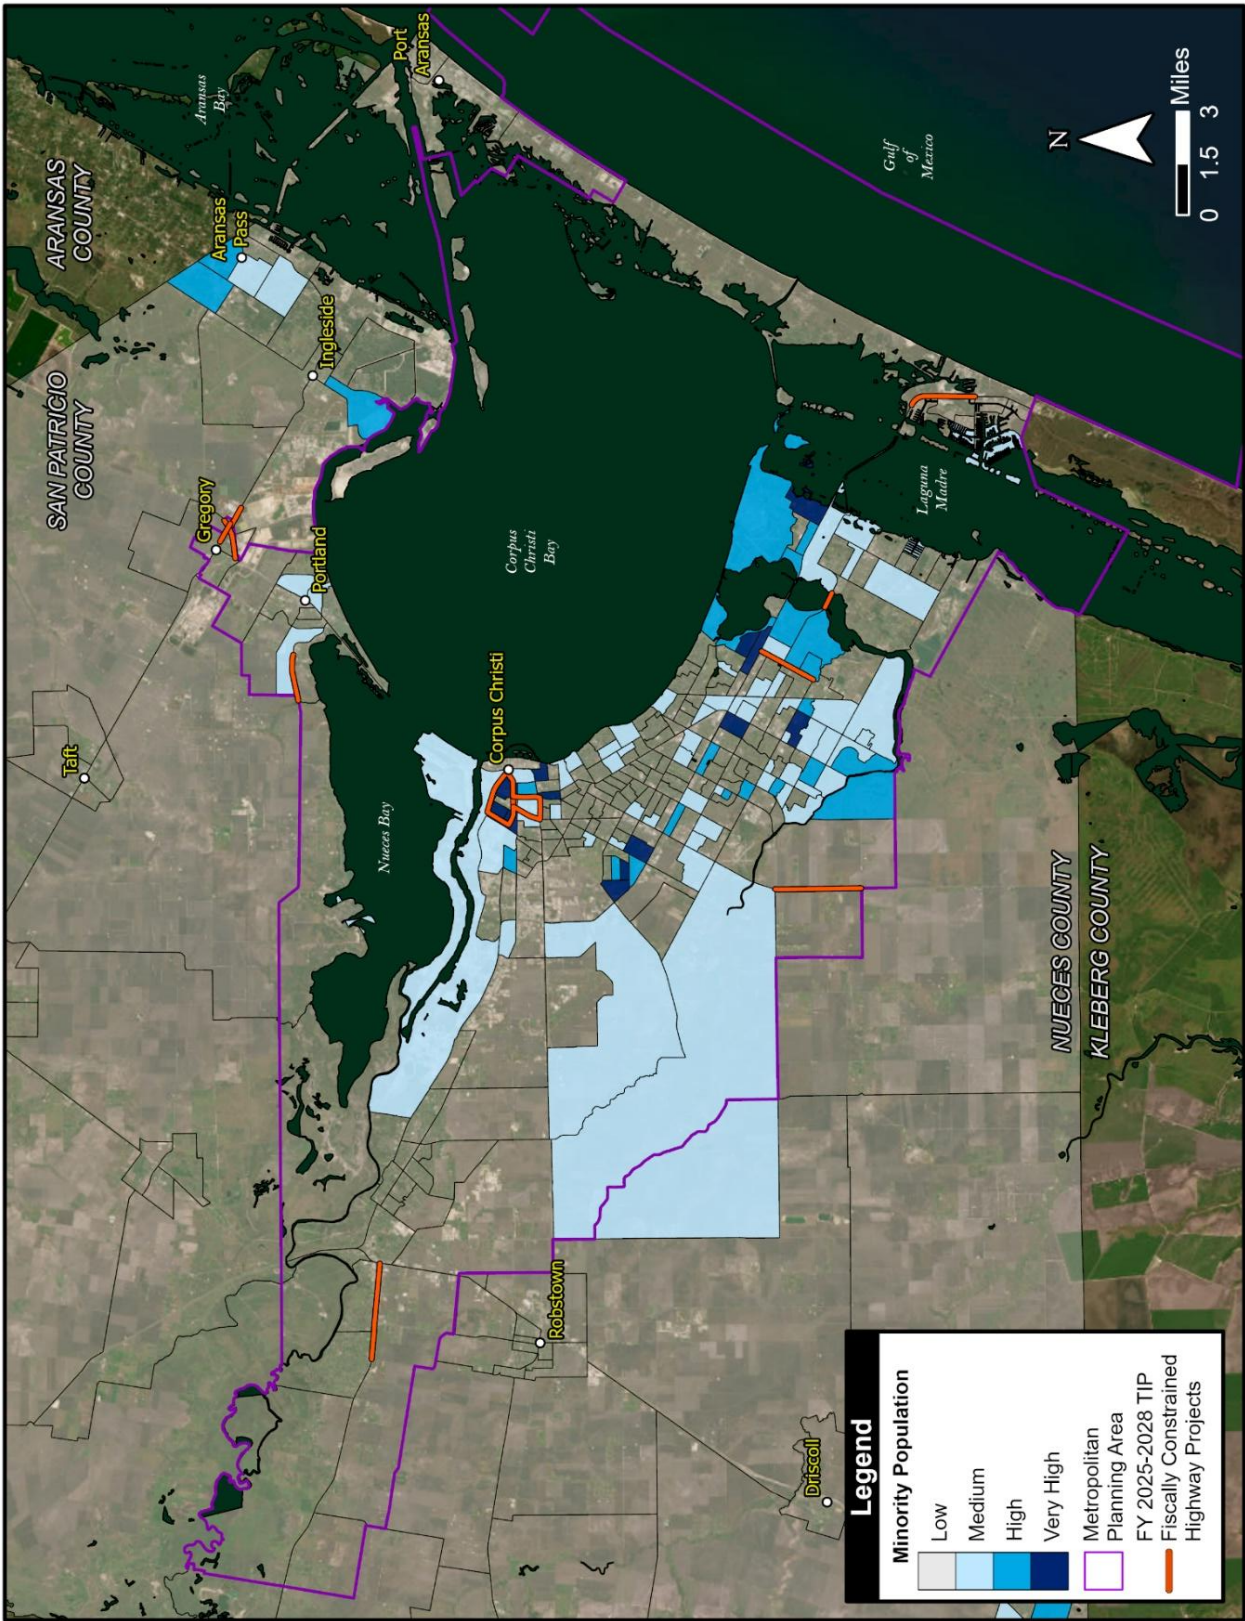 ARANSAS
COUNTY
SAN PATRICIO
COUNTY
Aransas
Bay
Port
Aransas
Aransas
Pass
Ingleside
Gregory
Portland
Taft
Nueces Bay
Corpus
Christi
Bay
Corpus Christi
Gulf
of
Mexico
Laguna
Madre
Robstown
Driscoll
NUECES COUNTY
KLEBERG COUNTY
N
Miles
0 1.5 3
Legend
Minority Population
Low
Medium
High
Very High
Metropolitan
Planning Area
FY 2025-2028 TIP
Fiscally Constrained
Highway Projects